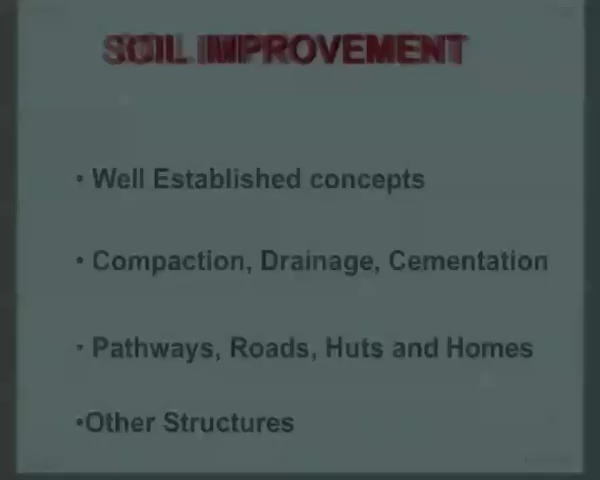 SOIL IMPROVEMENT
• Well Established concepts
• Compaction, Drainage, Cementation
• Pathways, Roads, Huts and Homes
•Other Structures